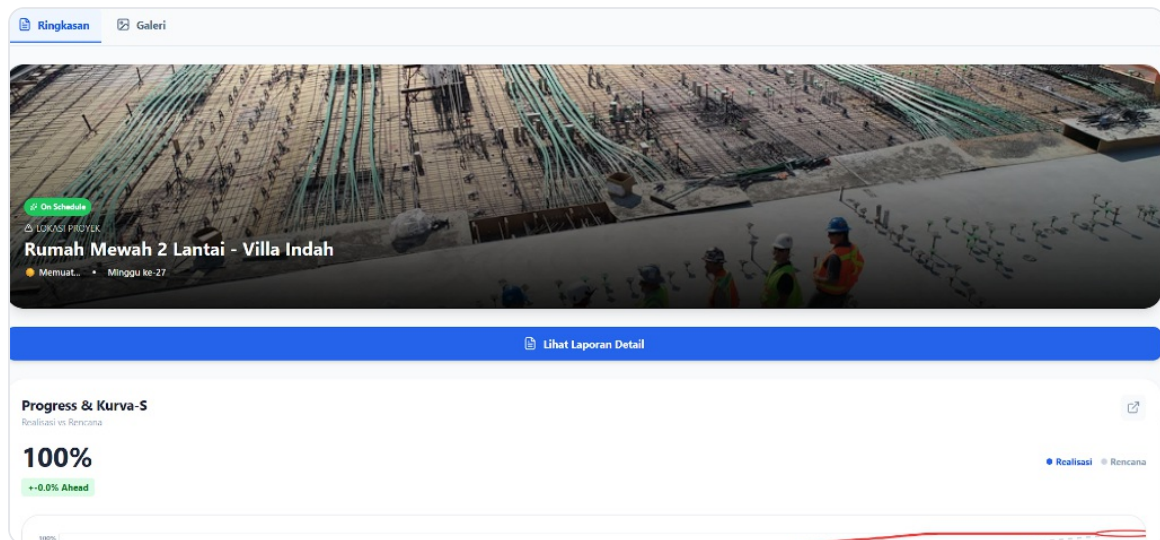 Ringkasan
Galeri
On Schedule
LOKASI PROYEK
Rumah Mewah 2 Lantai - Villa Indah
Memuat... • Minggu ke-27
Lihat Laporan Detail
Progress & Kurva-S
Realisasi vs Rencana
100%
Realisasi
Rencana
+-0.0% Ahead
100%